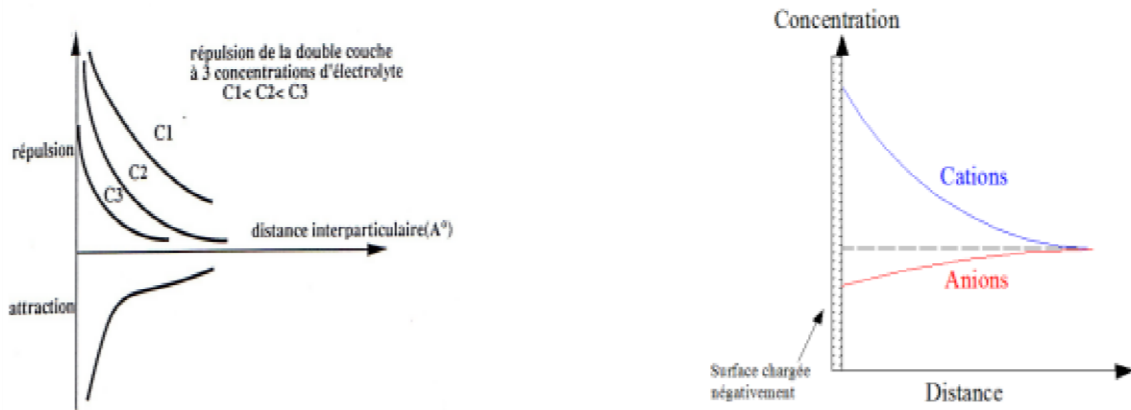 répulsion de la double couche
à 3 concentrations d'électrolyte
C1< C2< C3
C1
répulsion
C2
C3
distance interparticulaire(A°)
attraction
Concentration
Cations
Anions
Surface chargée
négativement
Distance